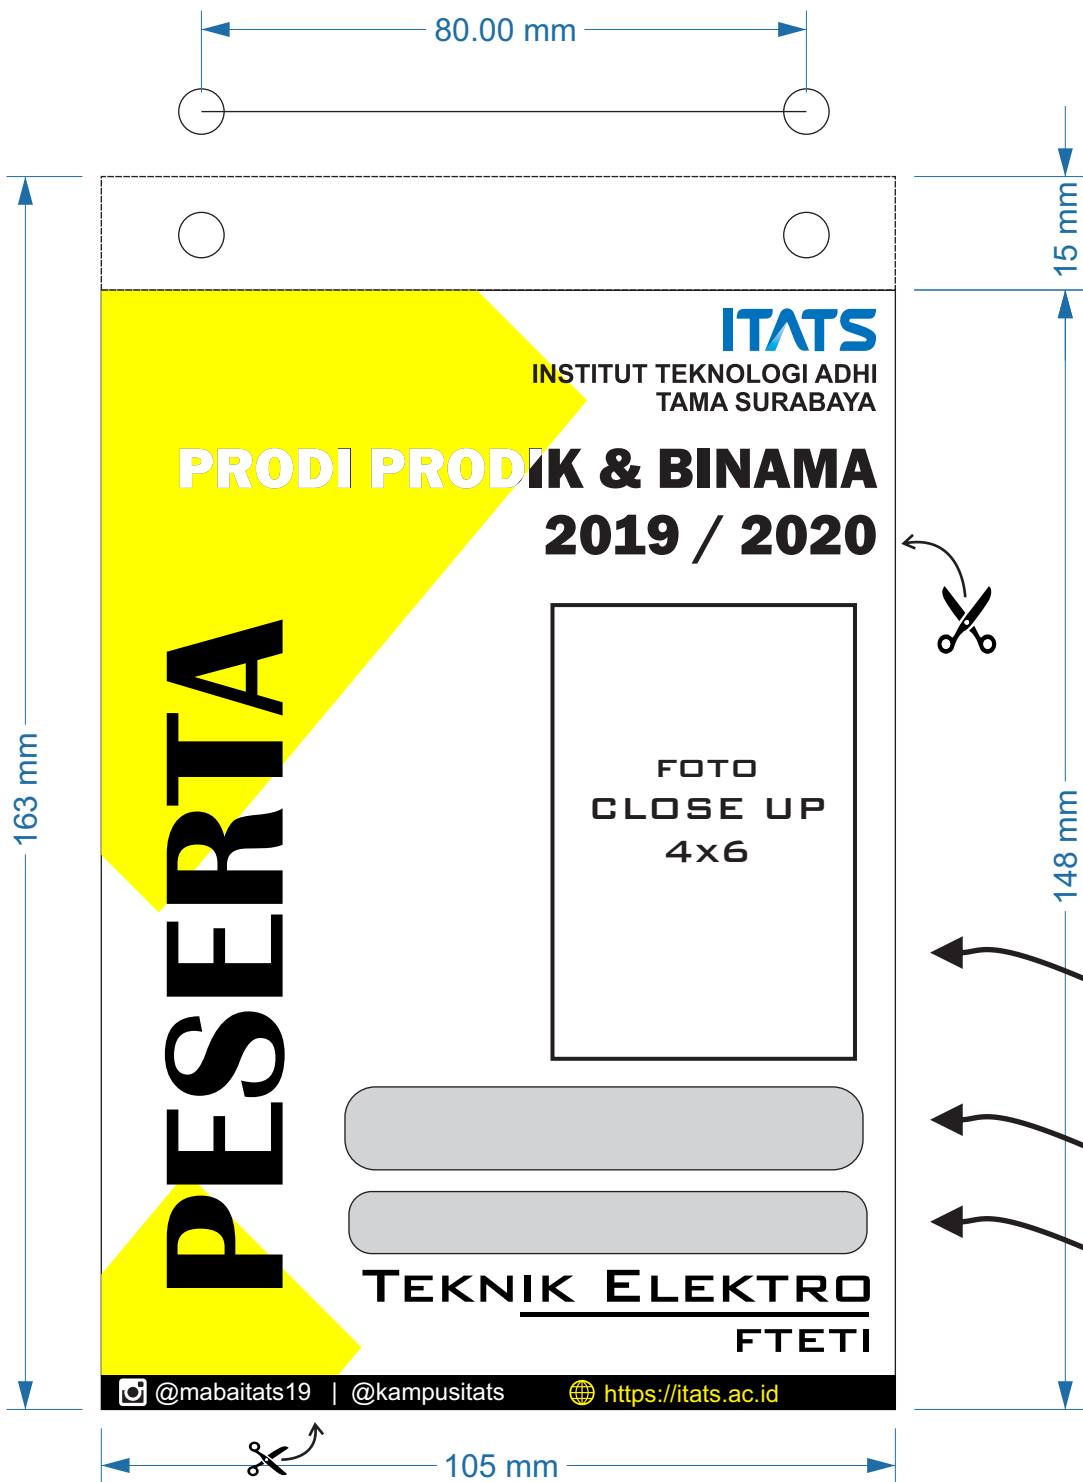 80.00 mm
15 mm
ITATS
INSTITUT TEKNOLOGI ADHI
TAMA SURABAYA
PRODI PRODIK & BINAMA
2019 / 2020
PESERTA
FOTO
CLOSE UP
4x6
163 mm
148 mm
TEKNIK ELEKTRO
FTETI
@mabaitats19 | @kampusitats https://itats.ac.id
105 mm